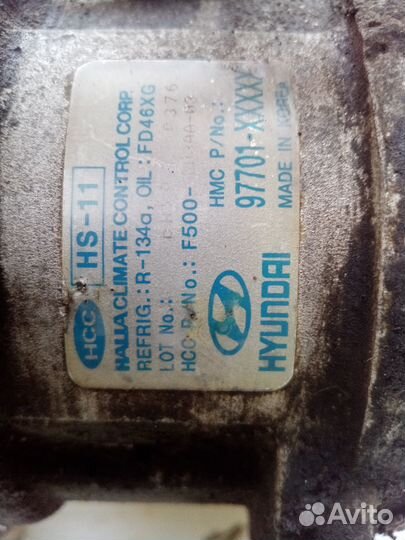 HCC HS-11
HALLA CLIMATE CONTROL CORP.
REFRIG.: R-134a, OIL: FD46XG
LOT No.: 0376
HCC P/No.: F500-
HMC P/No.:
HYUNDAI 97701-XXXXX
MADE IN KOREA
Avito